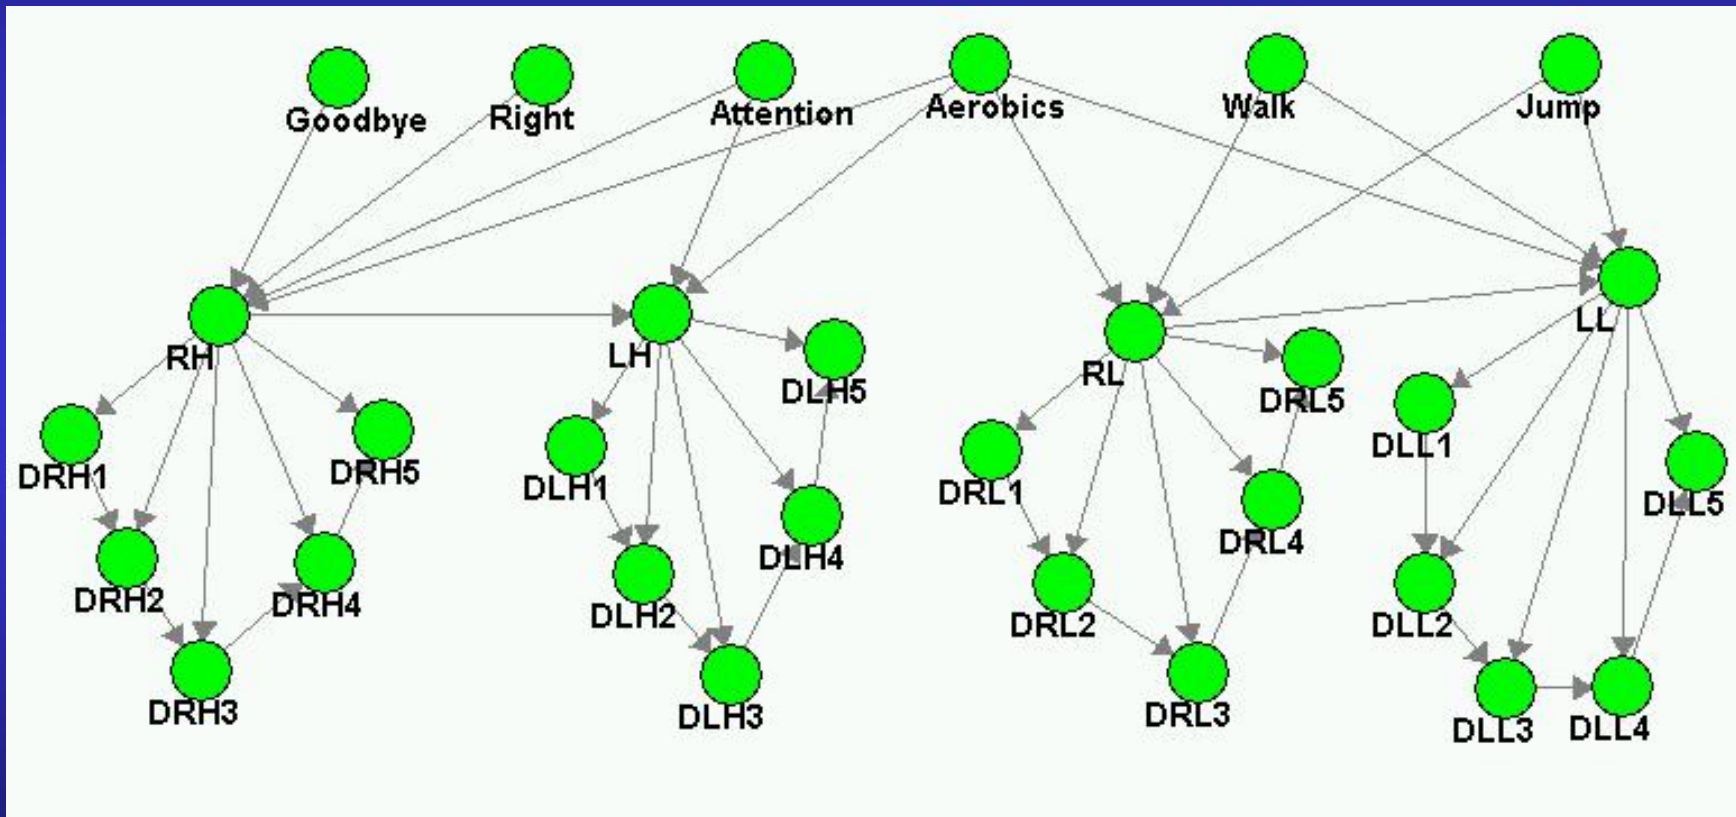 Goodbye
Right
Attention
Aerobics
Walk
Jump
RH
LH
RL
LL
DRH1
DRH2
DRH3
DRH4
DRH5
DLH1
DLH2
DLH3
DLH4
DLH5
DRL1
DRL2
DRL3
DRL4
DRL5
DLL1
DLL2
DLL3
DLL4
DLL5